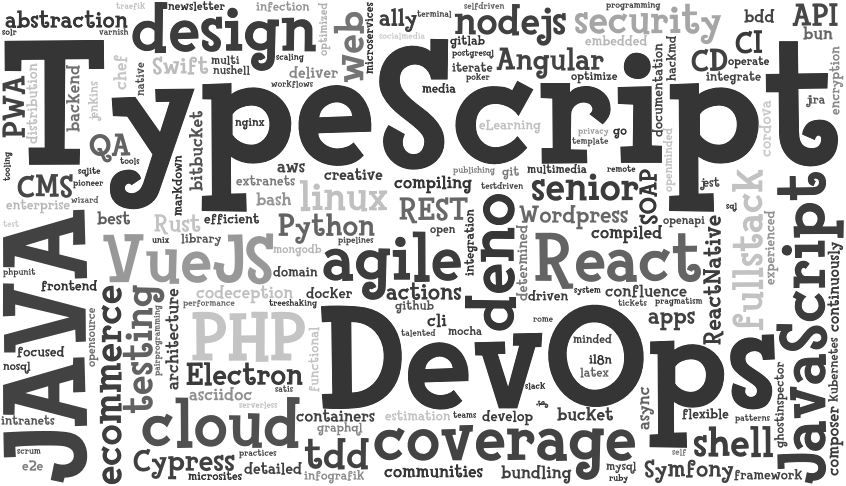 traefik
newsletter
infection
selfdriven
programming
abstraction
design
optimized
web
microservices
ally
terminal
nodejs
security
bdd
API
solr
varnish
socialmedia
gitlab
embedded
CI
bun
scaling
postgresql
hackmd
CD
operate
TypeScript
Swift
multi
nushell
deliver
iterate
Angular
documentation
integrate
encryption
PWA
distribution
backend
chef
native
workflows
poker
optimize
media
jenkins
nginx
eLearning
privacy
go
template
cordova
jra
QA
bitbucket
tooling
tools
sqlite
aws
creative
publishing
git
multimedia
remote
openminded
CMS
pioneer
wizard
markdown
extranets
compiling
testdriven
senior
SOAP
jest
sql
enterprise
bash
linux
REST
deno
Wordpress
openapi
fullstack
experienced
JavaScript
continuously
test
best
Rust
efficient
Python
open
integration
determined
compiled
JAVA
unix
library
pipelines
VueJS
mongodb
agile
React
ReactNative
phpunit
domain
frontend
codeception
docker
actions
driven
system
confluence
ecommerce
testing
pairprogramming
architecture
performance
treeshaking
github
tickets
pragmatism
opensource
PHP
cli
rome
apps
functional
DevOps
talented
mocha
minded
focused
i18n
nosql
Electron
latex
ghostinspector
kubernetes
satis
slack
asciidoc
async
serverless
intranets
cloud
containers
estimation
teams
develop
bucket
flexible
patterns
composer
graphql
coverage
shell
scrum
tdd
practices
self
e2e
Cypress
detailed
infografik
microsites
communities
bundling
mysql
ruby
Symfony
framework